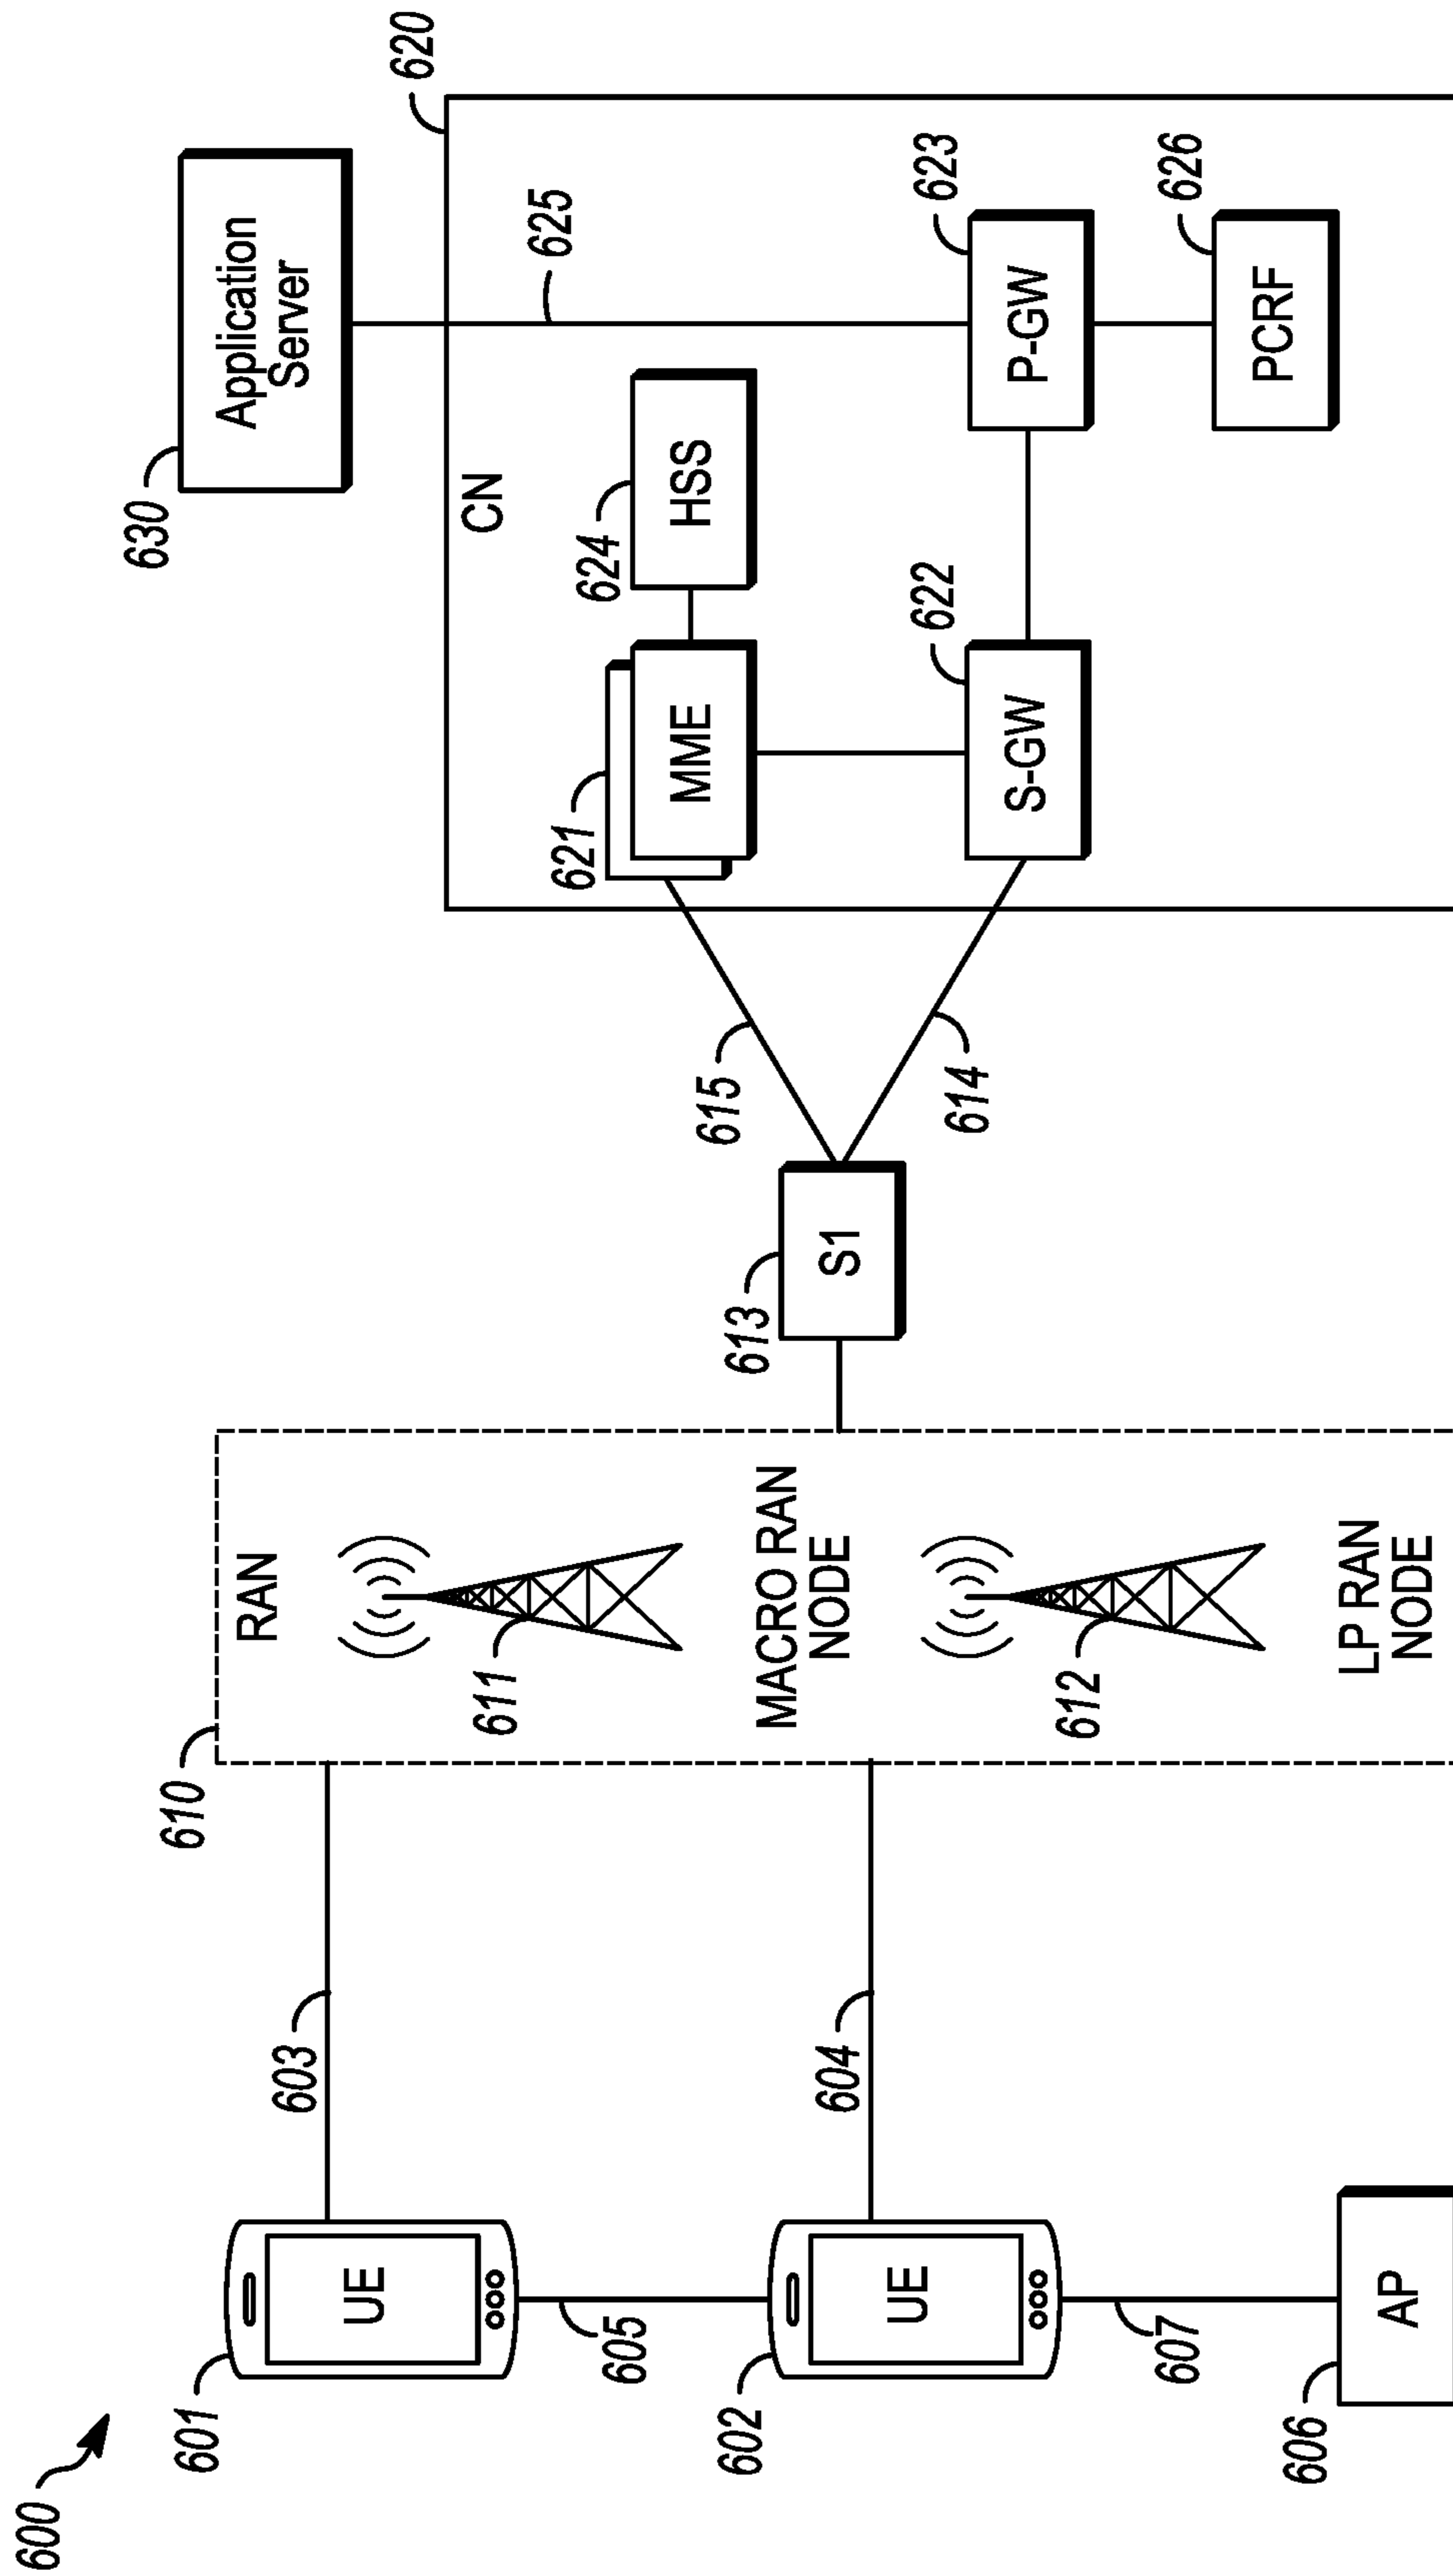 600
601
UE
605
602
UE
607
606
AP
603
604
610
RAN
611
MACRO RAN
NODE
612
LP RAN
NODE
613
S1
615
614
630
Application
Server
620
CN
621
MME
624
HSS
625
622
S-GW
623
P-GW
626
PCRF